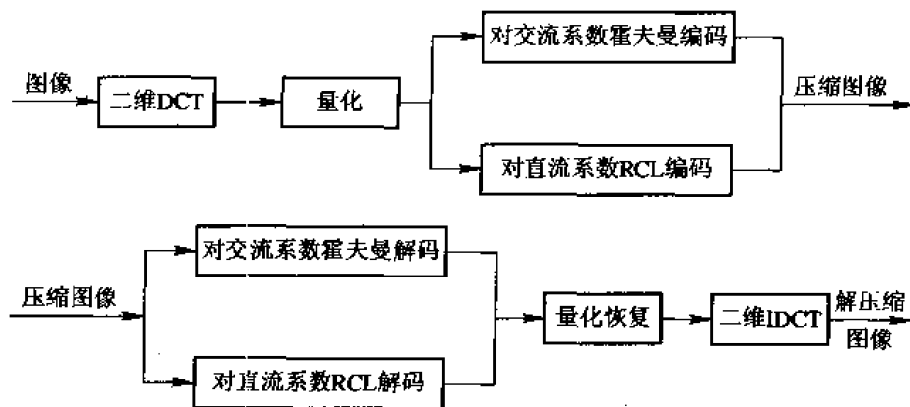 对交流系数霍夫曼编码
图像
二维DCT
量化
压缩图像
对直流系数RCL编码
对交流系数霍夫曼解码
压缩图像
量化恢复
二维IDCT
解压缩
图像
对直流系数RCL解码